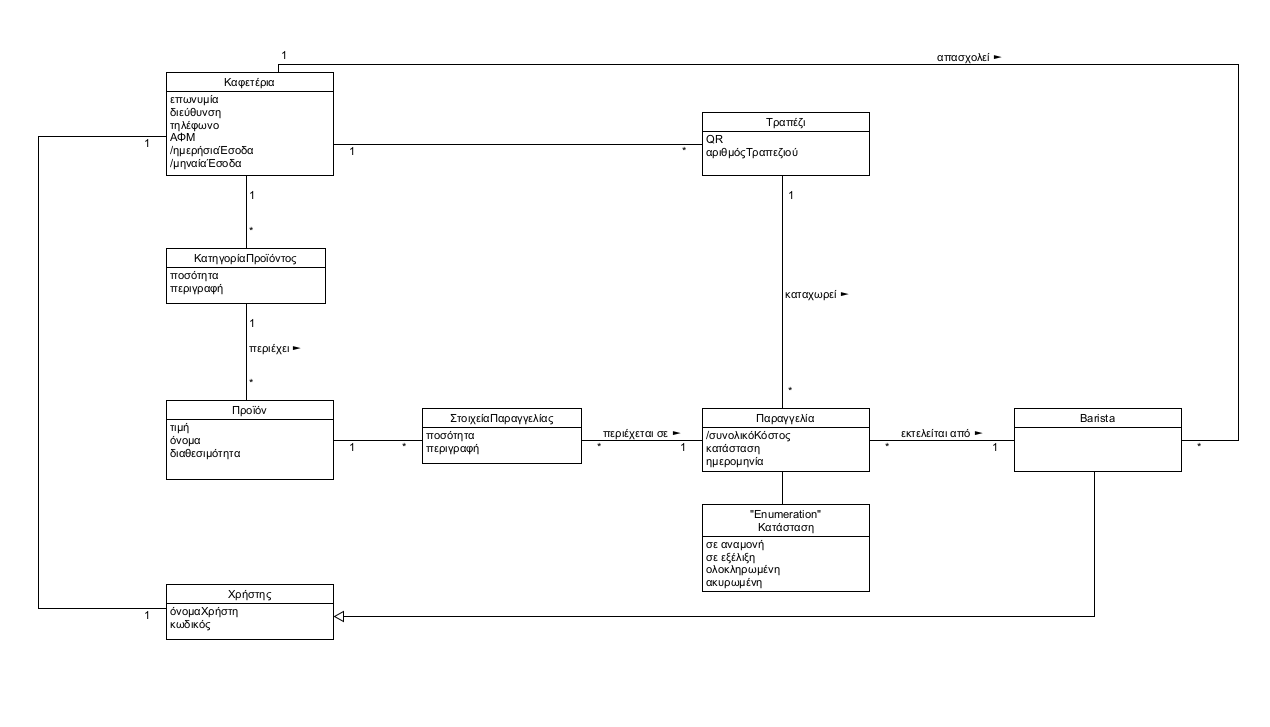 1
απασχολεί ►
Καφετέρια
επωνυμία
διεύθυνση
τηλέφωνο
ΑΦΜ
/ημερήσιαΈσοδα
/μηναίαΈσοδα
1
1
*
Τραπέζι
QR
αριθμόςΤραπεζιού
1
*
1
ΚατηγορίαΠροϊόντος
ποσότητα
περιγραφή
1
περιέχει ►
*
καταχωρεί ►
*
Προϊόν
τιμή
όνομα
διαθεσιμότητα
1
*
ΣτοιχείαΠαραγγελίας
ποσότητα
περιγραφή
περιέχεται σε ►
*
1
Παραγγελία
/συνολικόΚόστος
κατάσταση
ημερομηνία
εκτελείται από ►
*
1
Barista
*
"Enumeration"
Κατάσταση
σε αναμονή
σε εξέλιξη
ολοκληρωμένη
ακυρωμένη
Χρήστης
όνομαΧρήστη
κωδικός
1